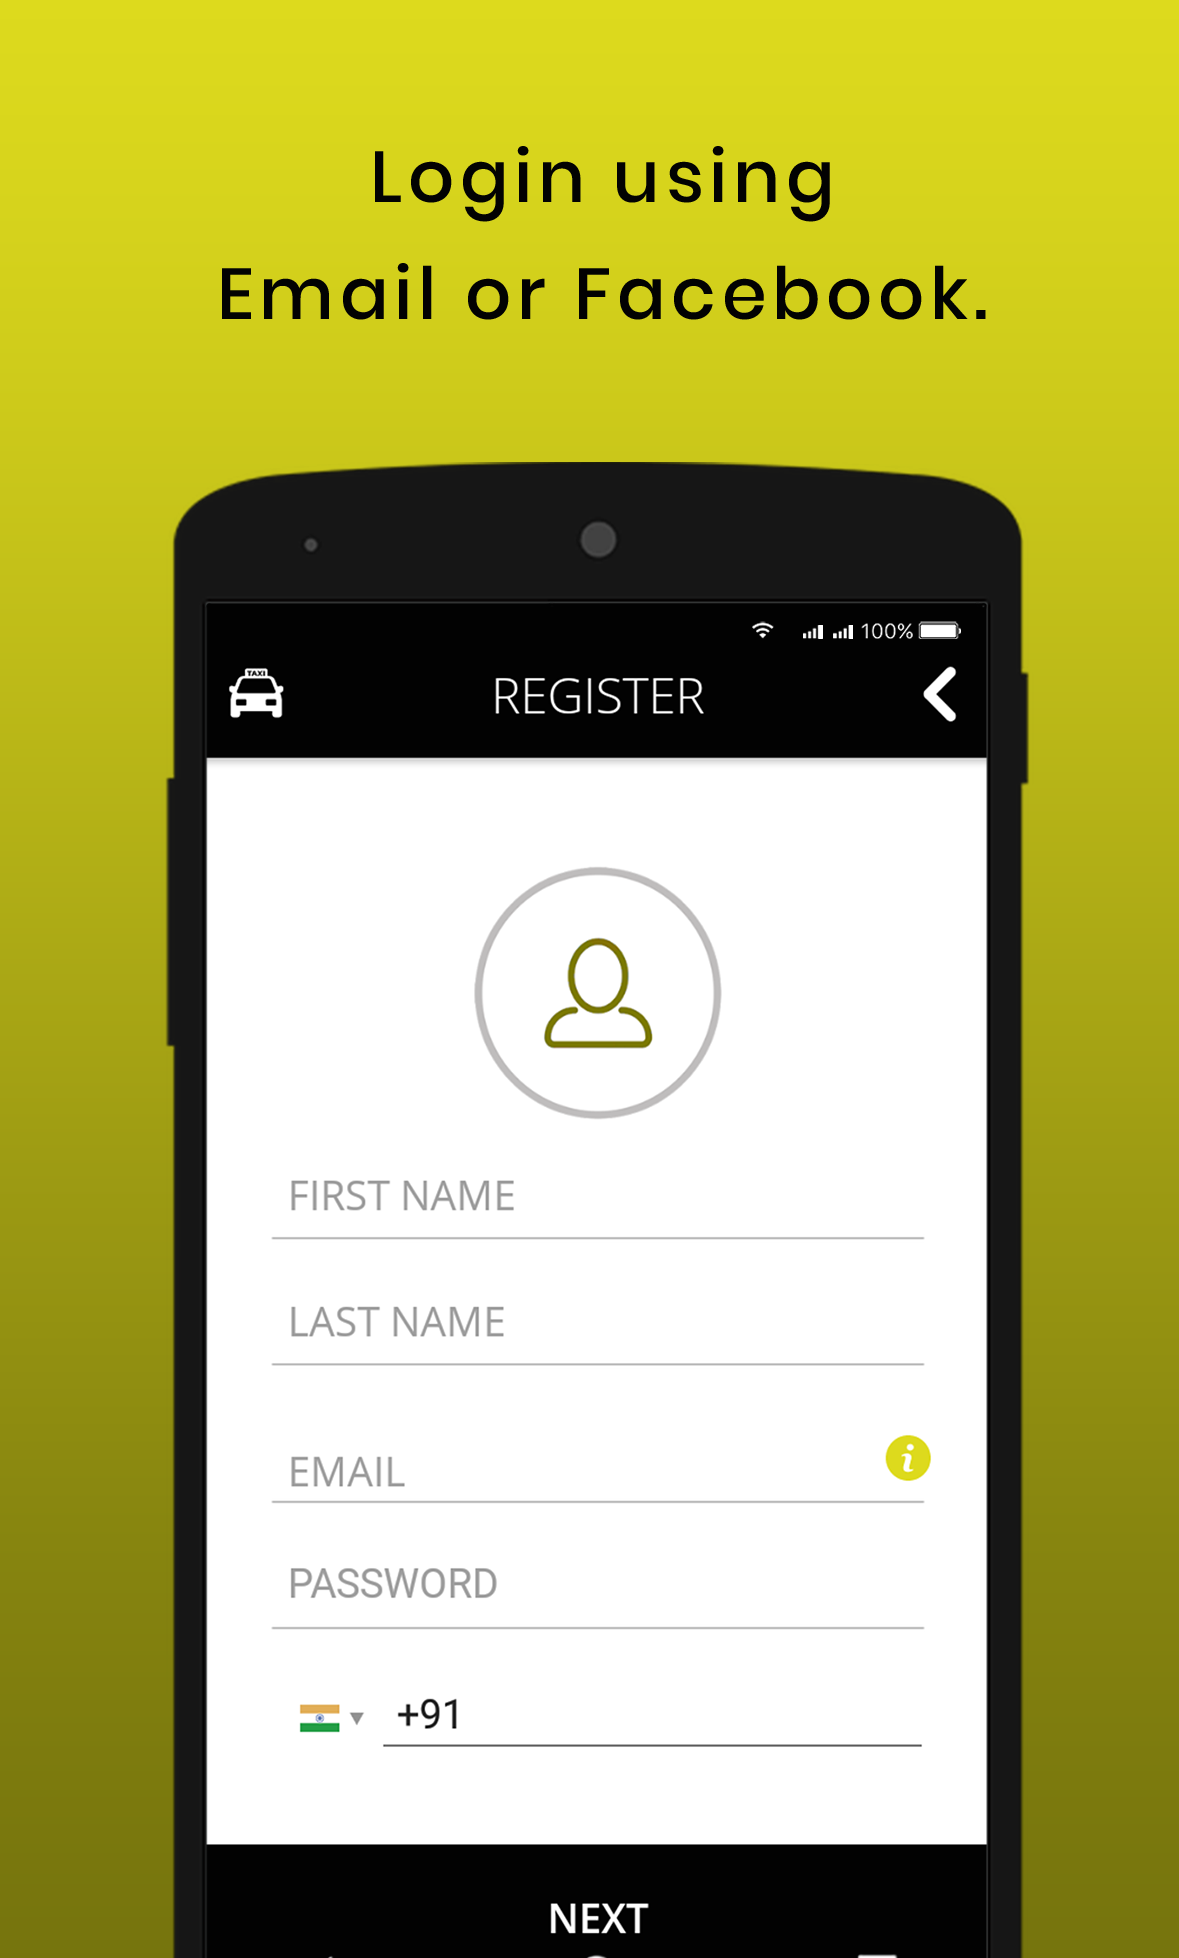 Login using
Email or Facebook.
100%
TAXI
REGISTER
FIRST NAME
LAST NAME
EMAIL
i
PASSWORD
+91
NEXT